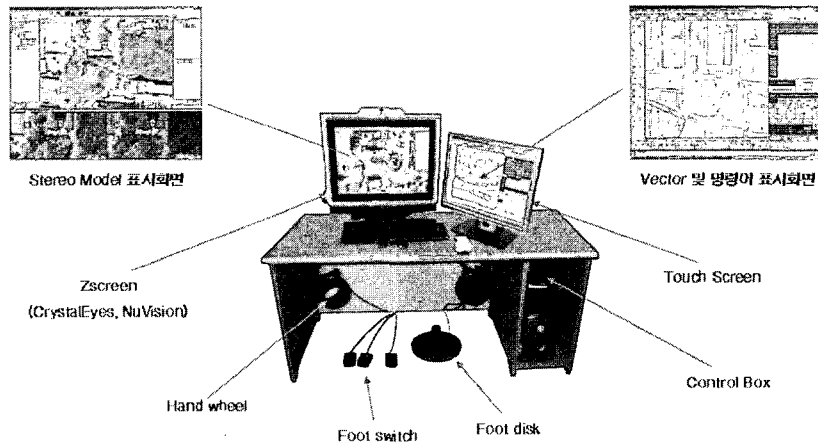 Stereo Model 표시화면
Vector 및 명령어 표시화면
Zscreen
(CrystalEyes, NuVision)
Touch Screen
Hand wheel
Control Box
Foot switch
Foot disk